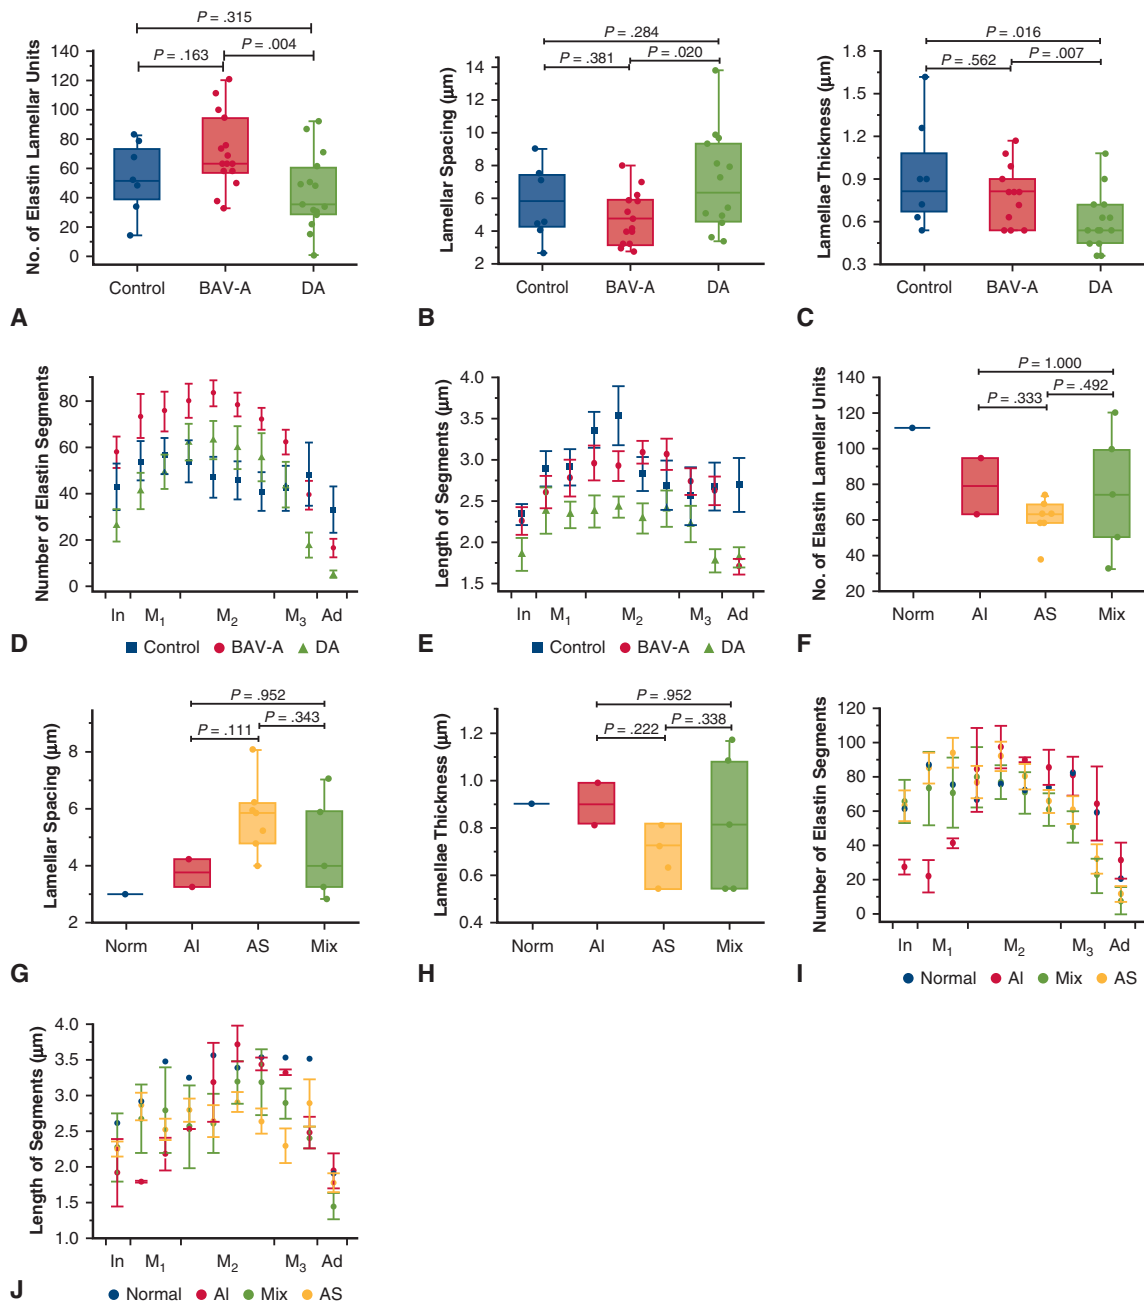 P = .315
P = .163
P = .004
No. of Elastin Lamellar Units
140
120
100
80
60
40
20
0
Control BAV-A DA
A
P = .284
P = .381
P = .020
Lamellar Spacing (μm)
14
12
10
8
6
4
2
Control BAV-A DA
B
P = .016
P = .562
P = .007
Lamellae Thickness (μm)
1.8
1.5
1.2
0.9
0.6
0.3
Control BAV-A DA
C
Number of Elastin Segments
80
60
40
20
0
In M1 M2 M3 Ad
D
Control BAV-A DA
Length of Segments (μm)
4.0
3.5
3.0
2.5
2.0
1.5
In M1 M2 M3 Ad
E
Control BAV-A DA
P = 1.000
P = .492
P = .333
No. of Elastin Lamellar Units
140
120
100
80
60
40
20
Norm AI AS Mix
F
P = .952
P = .343
P = .111
Lamellar Spacing (μm)
8
6
4
2
Norm AI AS Mix
G
P = .952
P = .338
P = .222
Lamellae Thickness (μm)
1.2
1.0
0.8
0.6
0.4
Norm AI AS Mix
H
Number of Elastin Segments
120
100
80
60
40
20
0
In M1 M2 M3 Ad
I
Normal AI Mix AS
Length of Segments (μm)
4.0
3.5
3.0
2.5
2.0
1.5
1.0
In M1 M2 M3 Ad
J
Normal AI Mix AS